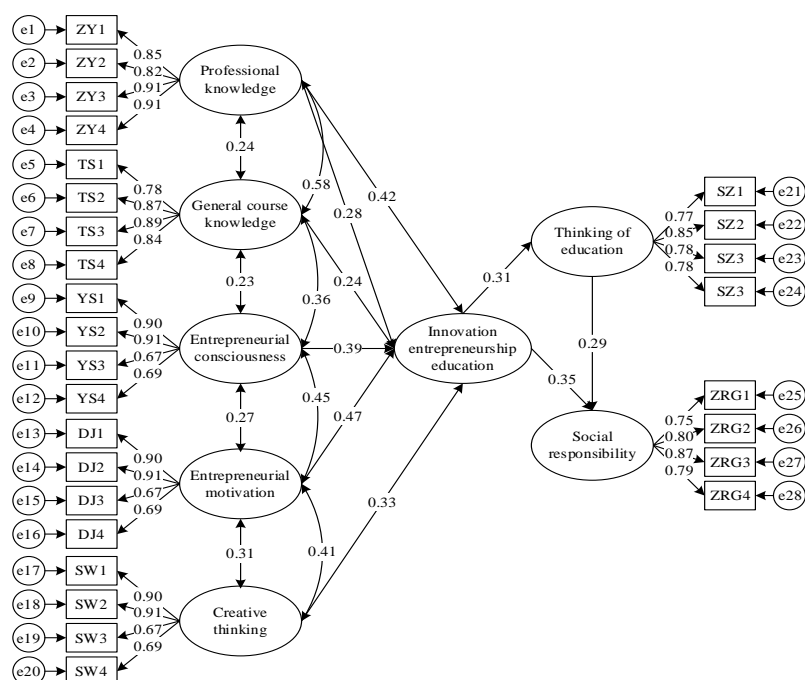 e1
ZY1
0.85
e2
ZY2
0.82
e3
ZY3
0.91
e4
ZY4
0.91
Professional
knowledge
0.24
0.58
0.28
0.42
e5
TS1
0.78
e6
TS2
0.87
e7
TS3
0.89
e8
TS4
0.84
General course
knowledge
0.23
0.36
0.24
e9
YS1
0.90
e10
YS2
0.91
e11
YS3
0.67
e12
YS4
0.69
Entrepreneurial
consciousness
0.39
0.27
0.45
0.47
e13
DJ1
0.90
e14
DJ2
0.91
e15
DJ3
0.67
e16
DJ4
0.69
Entrepreneurial
motivation
0.31
0.41
0.33
e17
SW1
0.90
e18
SW2
0.91
e19
SW3
0.67
e20
SW4
0.69
Creative
thinking
Innovation
entrepreneurship
education
0.31
0.35
Thinking of
education
0.29
0.77
SZ1
e21
0.85
SZ2
e22
0.78
SZ3
e23
0.78
SZ3
e24
Social
responsibility
0.75
ZRG1
e25
0.80
ZRG2
e26
0.87
ZRG3
e27
0.79
ZRG4
e28